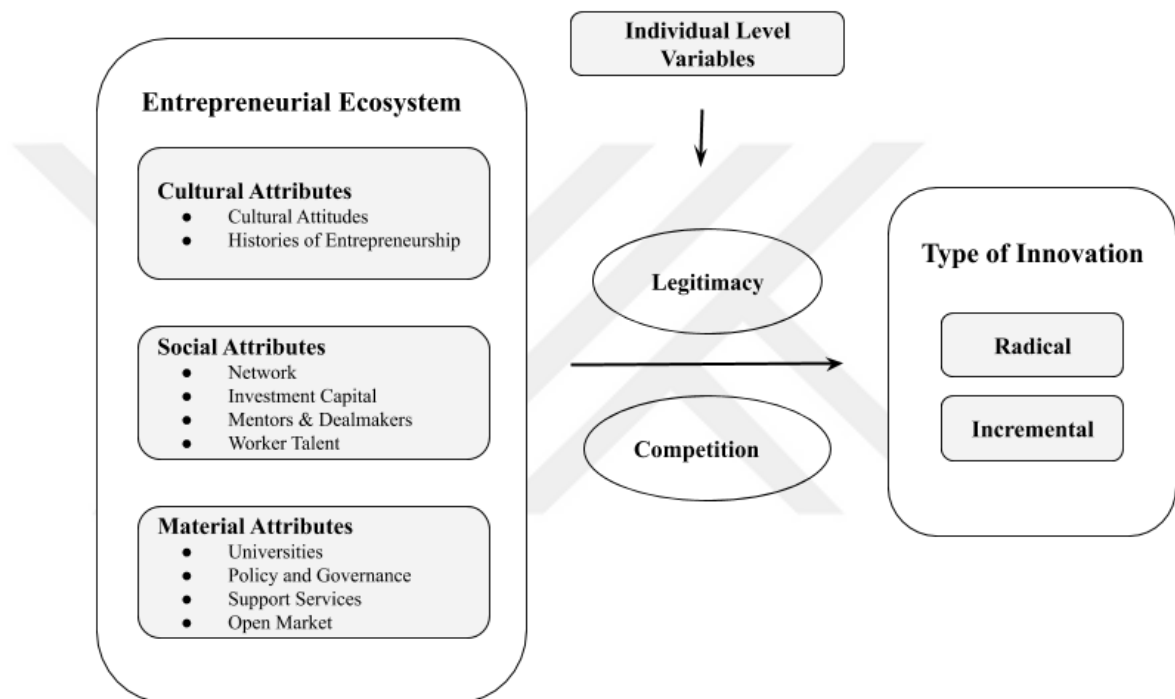 Individual Level
Variables
Entrepreneurial Ecosystem
Cultural Attributes
● Cultural Attitudes
● Histories of Entrepreneurship
Social Attributes
● Network
● Investment Capital
● Mentors & Dealmakers
● Worker Talent
Material Attributes
● Universities
● Policy and Governance
● Support Services
● Open Market
Legitimacy
Competition
Type of Innovation
Radical
Incremental